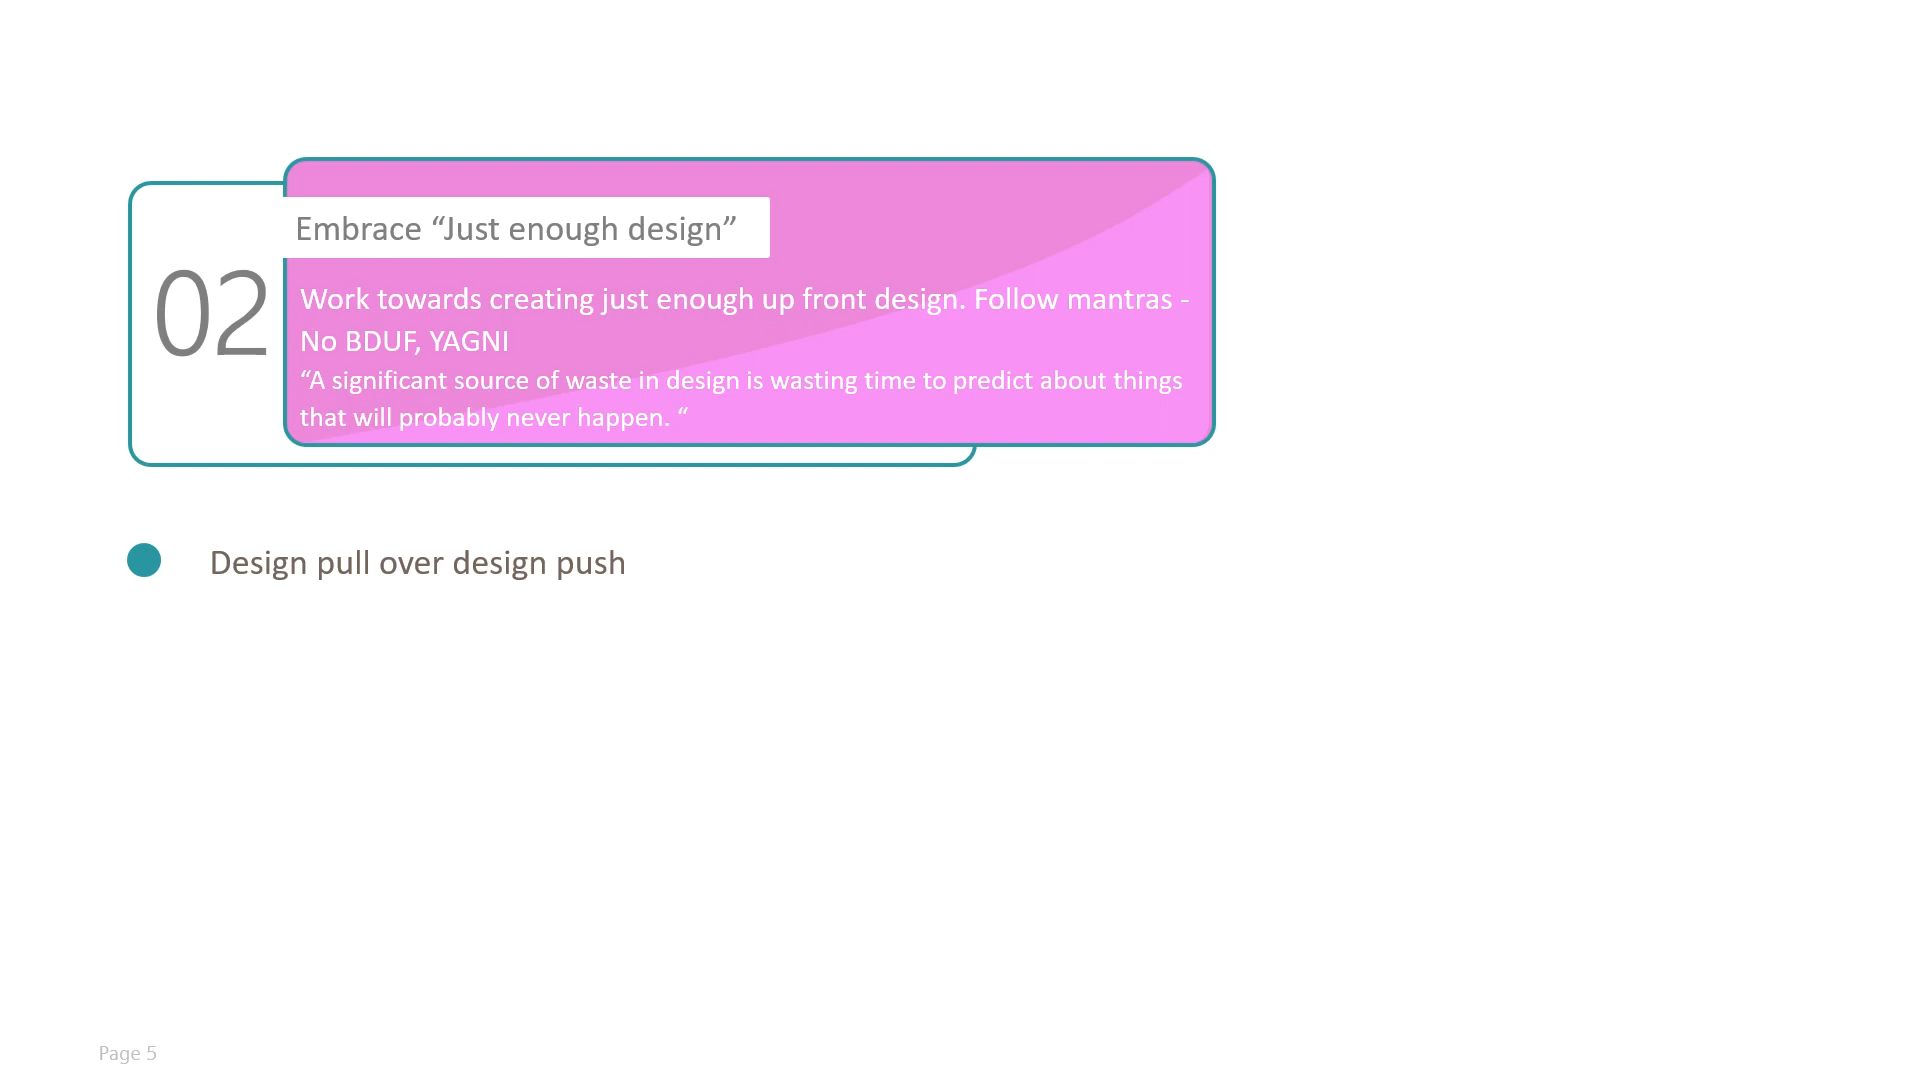 Embrace “Just enough design”
02
Work towards creating just enough up front design. Follow mantras -
No BDUF, YAGNI
“A significant source of waste in design is wasting time to predict about things
that will probably never happen. “
Design pull over design push
Page 5